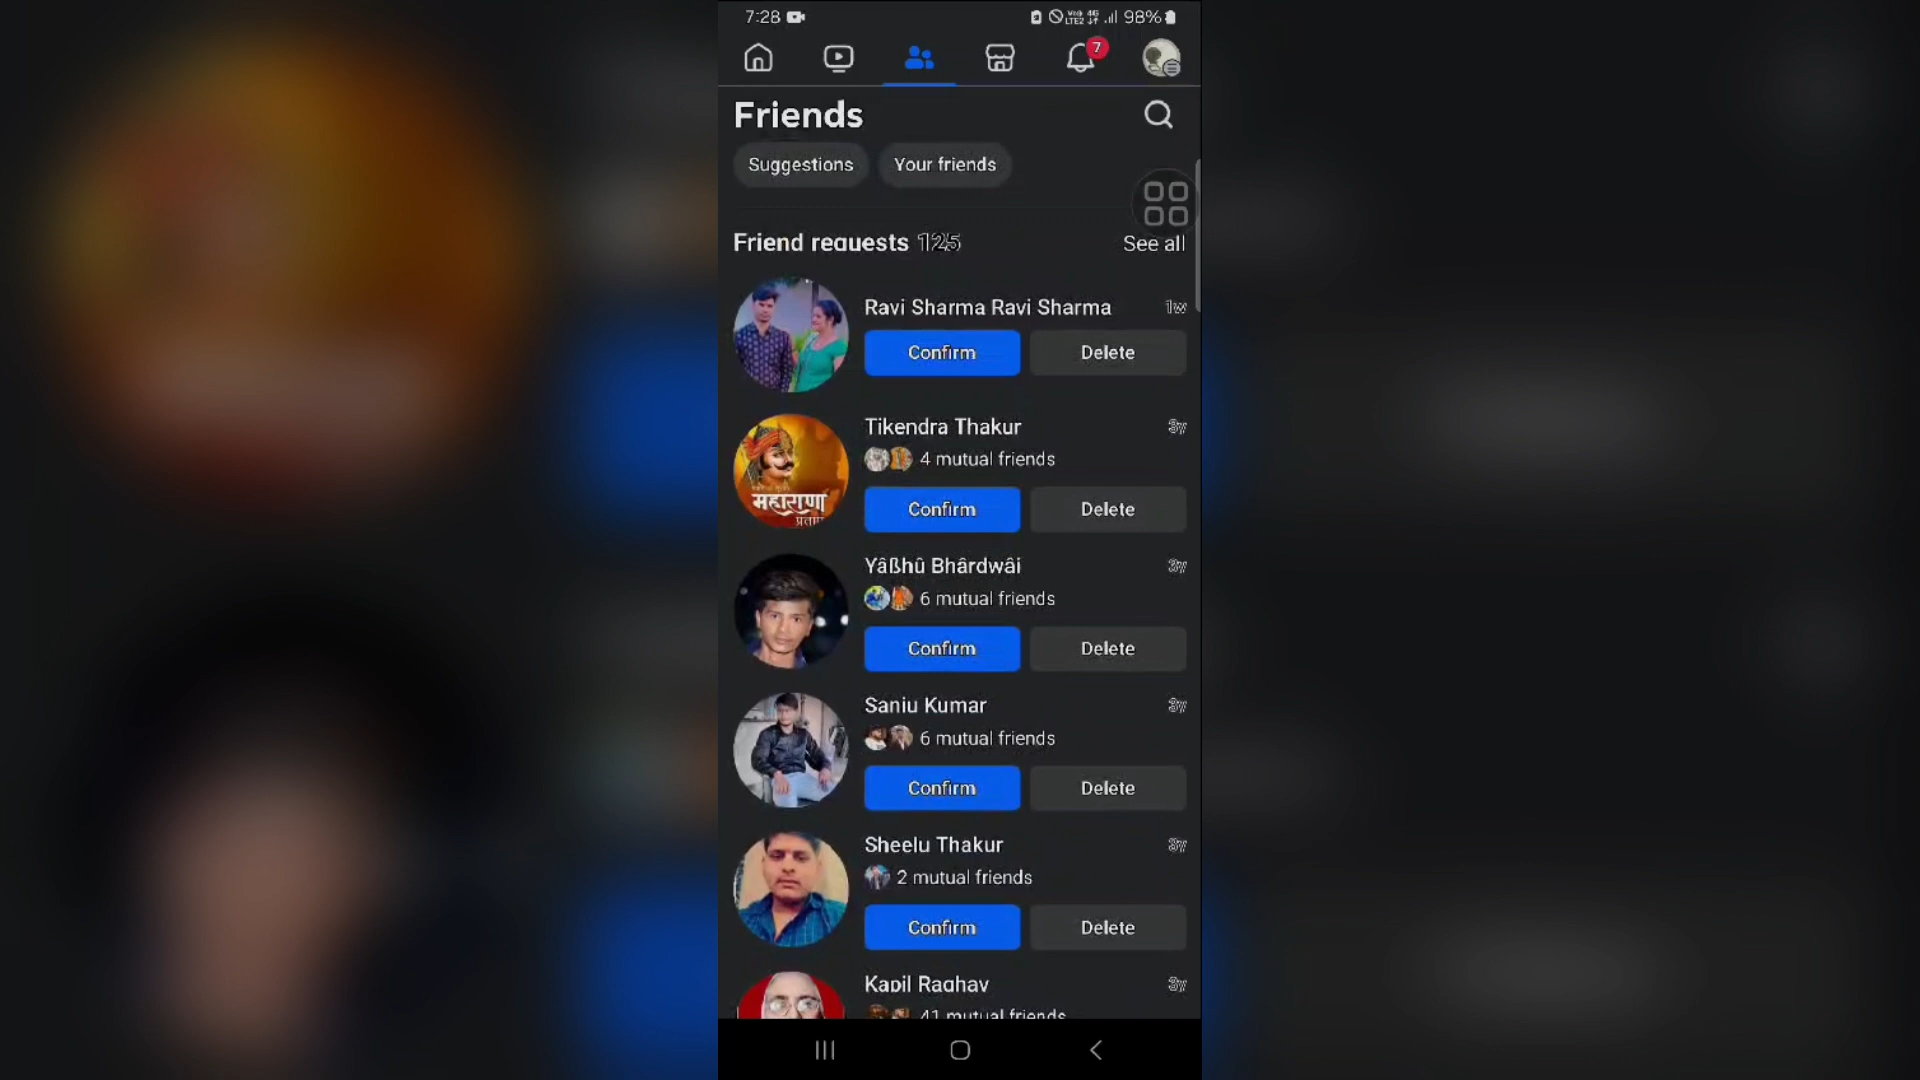 7:28 98%
7
Friends
Suggestions Your friends
Friend requests 125 See all
Ravi Sharma Ravi Sharma 1w
Confirm Delete
Tikendra Thakur 3y
4 mutual friends
महाराणा
प्रताप
Confirm Delete
Yâßhû Bhârdwâj 3y
6 mutual friends
Confirm Delete
Sanju Kumar 3y
6 mutual friends
Confirm Delete
Sheelu Thakur 3y
2 mutual friends
Confirm Delete
Kapil Raghav 3y
41 mutual friends